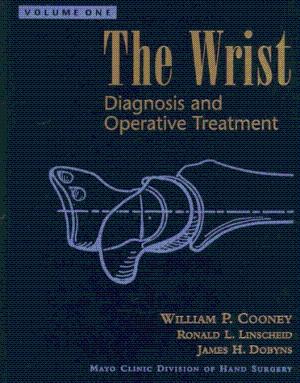 VOLUME ONE
The Wrist
Diagnosis and
Operative Treatment
WILLIAM P. COONEY
RONALD L. LINSCHEID
JAMES H. DOBYNS
MAYO CLINIC DIVISION OF HAND SURGERY